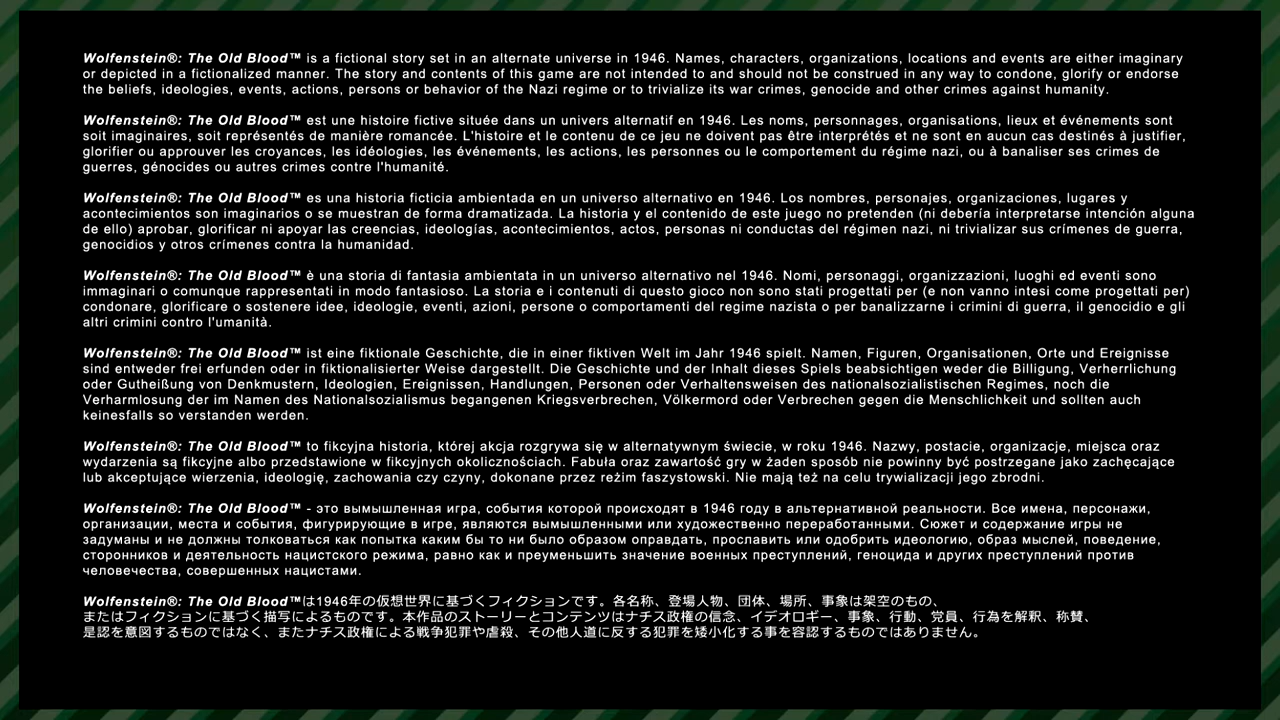 Wolfenstein®: The Old Blood™ is a fictional story set in an alternate universe in 1946. Names, characters, organizations, locations and events are either imaginary
or depicted in a fictionalized manner. The story and contents of this game are not intended to and should not be construed in any way to condone, glorify or endorse
the beliefs, ideologies, events, actions, persons or behavior of the Nazi regime or to trivialize its war crimes, genocide and other crimes against humanity.
Wolfenstein®: The Old Blood™ est une histoire fictive située dans un univers alternatif en 1946. Les noms, personnages, organisations, lieux et événements sont
soit imaginaires, soit représentés de manière romancée. L'histoire et le contenu de ce jeu ne doivent pas être interprétés et ne sont en aucun cas destinés à justifier,
glorifier ou approuver les croyances, les idéologies, les événements, les actions, les personnes ou le comportement du régime nazi, ou à banaliser ses crimes de
guerres, génocides ou autres crimes contre l'humanité.
Wolfenstein®: The Old Blood™ es una historia ficticia ambientada en un universo alternativo en 1946. Los nombres, personajes, organizaciones, lugares y
acontecimientos son imaginarios o se muestran de forma dramatizada. La historia y el contenido de este juego no pretenden (ni debería interpretarse intención alguna
de ello) aprobar, glorificar ni apoyar las creencias, ideologías, acontecimientos, actos, personas ni conductas del régimen nazi, ni trivializar sus crímenes de guerra,
genocidios y otros crímenes contra la humanidad.
Wolfenstein®: The Old Blood™ è una storia di fantasia ambientata in un universo alternativo nel 1946. Nomi, personaggi, organizzazioni, luoghi ed eventi sono
immaginari o comunque rappresentati in modo fantasioso. La storia e i contenuti di questo gioco non sono stati progettati per (e non vanno intesi come progettati per)
condonare, glorificare o sostenere idee, ideologie, eventi, azioni, persone o comportamenti del regime nazista o per banalizzarne i crimini di guerra, il genocidio e gli
altri crimini contro l'umanità.
Wolfenstein®: The Old Blood™ ist eine fiktionale Geschichte, die in einer fiktiven Welt im Jahr 1946 spielt. Namen, Figuren, Organisationen, Orte und Ereignisse
sind entweder frei erfunden oder in fiktionalisierter Weise dargestellt. Die Geschichte und der Inhalt dieses Spiels beabsichtigen weder die Billigung, Verherrlichung
oder Gutheißung von Denkmustern, Ideologien, Ereignissen, Handlungen, Personen oder Verhaltensweisen des nationalsozialistischen Regimes, noch die
Verharmlosung der im Namen des Nationalsozialismus begangenen Kriegsverbrechen, Völkermord oder Verbrechen gegen die Menschlichkeit und sollten auch
keinesfalls so verstanden werden.
Wolfenstein®: The Old Blood™ to fikcyjna historia, której akcja rozgrywa się w alternatywnym świecie, w roku 1946. Nazwy, postacie, organizacje, miejsca oraz
wydarzenia są fikcyjne albo przedstawione w fikcyjnych okolicznościach. Fabuła oraz zawartość gry w żaden sposób nie powinny być postrzegane jako zachęcające
lub akceptujące wierzenia, ideologię, zachowania czy czyny, dokonane przez reżim faszystowski. Nie mają też na celu trywializacji jego zbrodni.
Wolfenstein®: The Old Blood™ - это вымышленная игра, события которой происходят в 1946 году в альтернативной реальности. Все имена, персонажи,
организации, места и события, фигурирующие в игре, являются вымышленными или художественно переработанными. Сюжет и содержание игры не
задуманы и не должны толковаться как попытка каким бы то ни было образом оправдать, прославить или одобрить идеологию, образ мыслей, поведение,
сторонников и деятельность нацистского режима, равно как и преуменьшить значение военных преступлений, геноцида и других преступлений против
человечества, совершенных нацистами.
Wolfenstein®: The Old Blood™は1946年の仮想世界に基づくフィクションです。各名称、登場人物、団体、場所、事象は架空のもの、
またはフィクションに基づく描写によるものです。本作品のストーリーとコンテンツはナチス政権の信念、イデオロギー、事象、行動、党員、行為を解釈、称賛、
是認を意図するものではなく、またナチス政権による戦争犯罪や虐殺、その他人道に反する犯罪を矮小化する事を容認するものではありません。